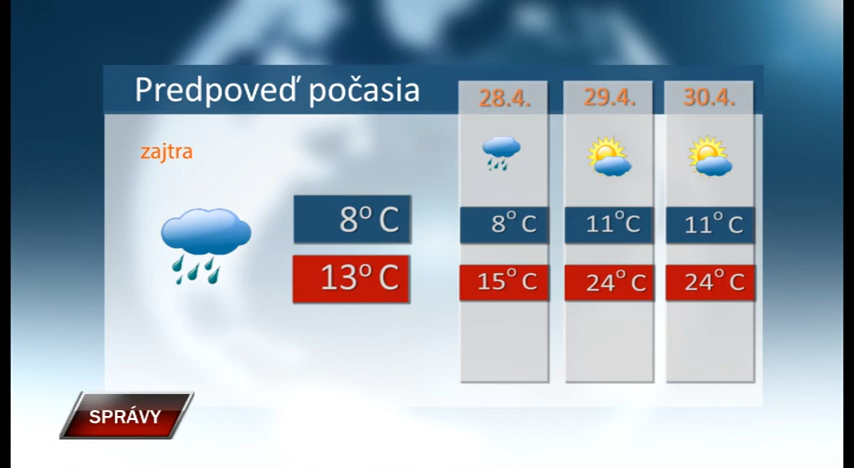 Predpoveď počasia
zajtra
8° C
13° C
28.4.
8° C
15° C
29.4.
11°C
24° C
30.4.
11° C
24° C
SPRÁVY